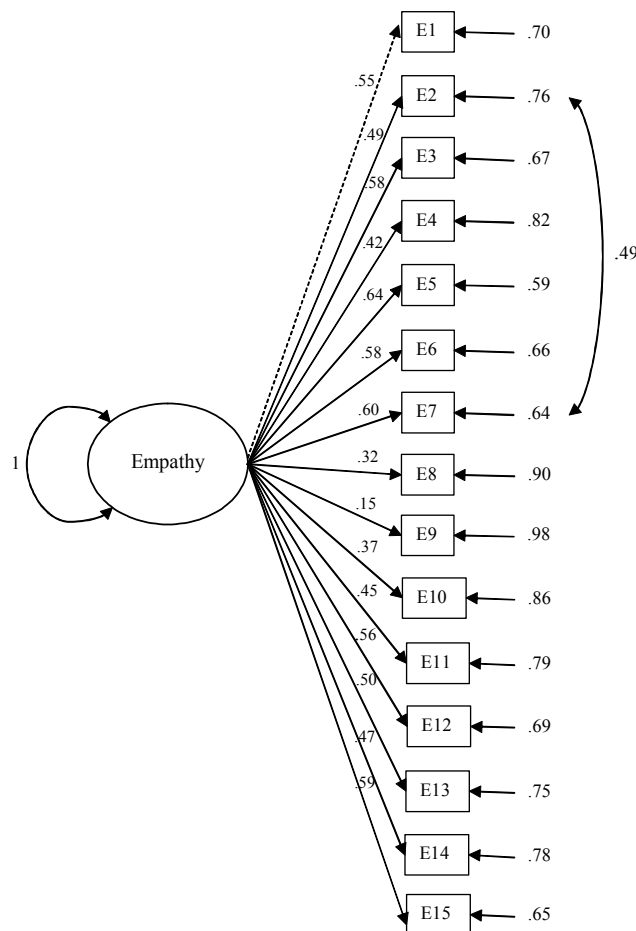 E1 .70
.55
E2 .76
.49
E3 .67
.58
E4 .82
.42
.49
E5 .59
.64
E6 .66
.58
E7 .64
.60
1 Empathy
.32
E8 .90
.15
E9 .98
.37
E10 .86
.45
.56
E11 .79
.50
E12 .69
.47
.59
E13 .75
E14 .78
E15 .65